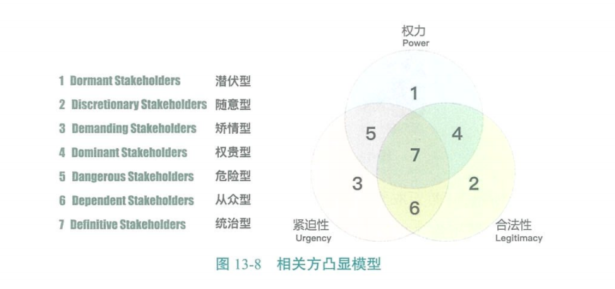 1 Dormant Stakeholders 潜伏型
2 Discretionary Stakeholders 随意型
3 Demanding Stakeholders 矫情型
4 Dominant Stakeholders 权贵型
5 Dangerous Stakeholders 危险型
6 Dependent Stakeholders 从众型
7 Definitive Stakeholders 统治型
权力
Power
1
5
4
7
3
2
6
紧迫性
Urgency
合法性
Legitimacy
图 13-8 相关方凸显模型